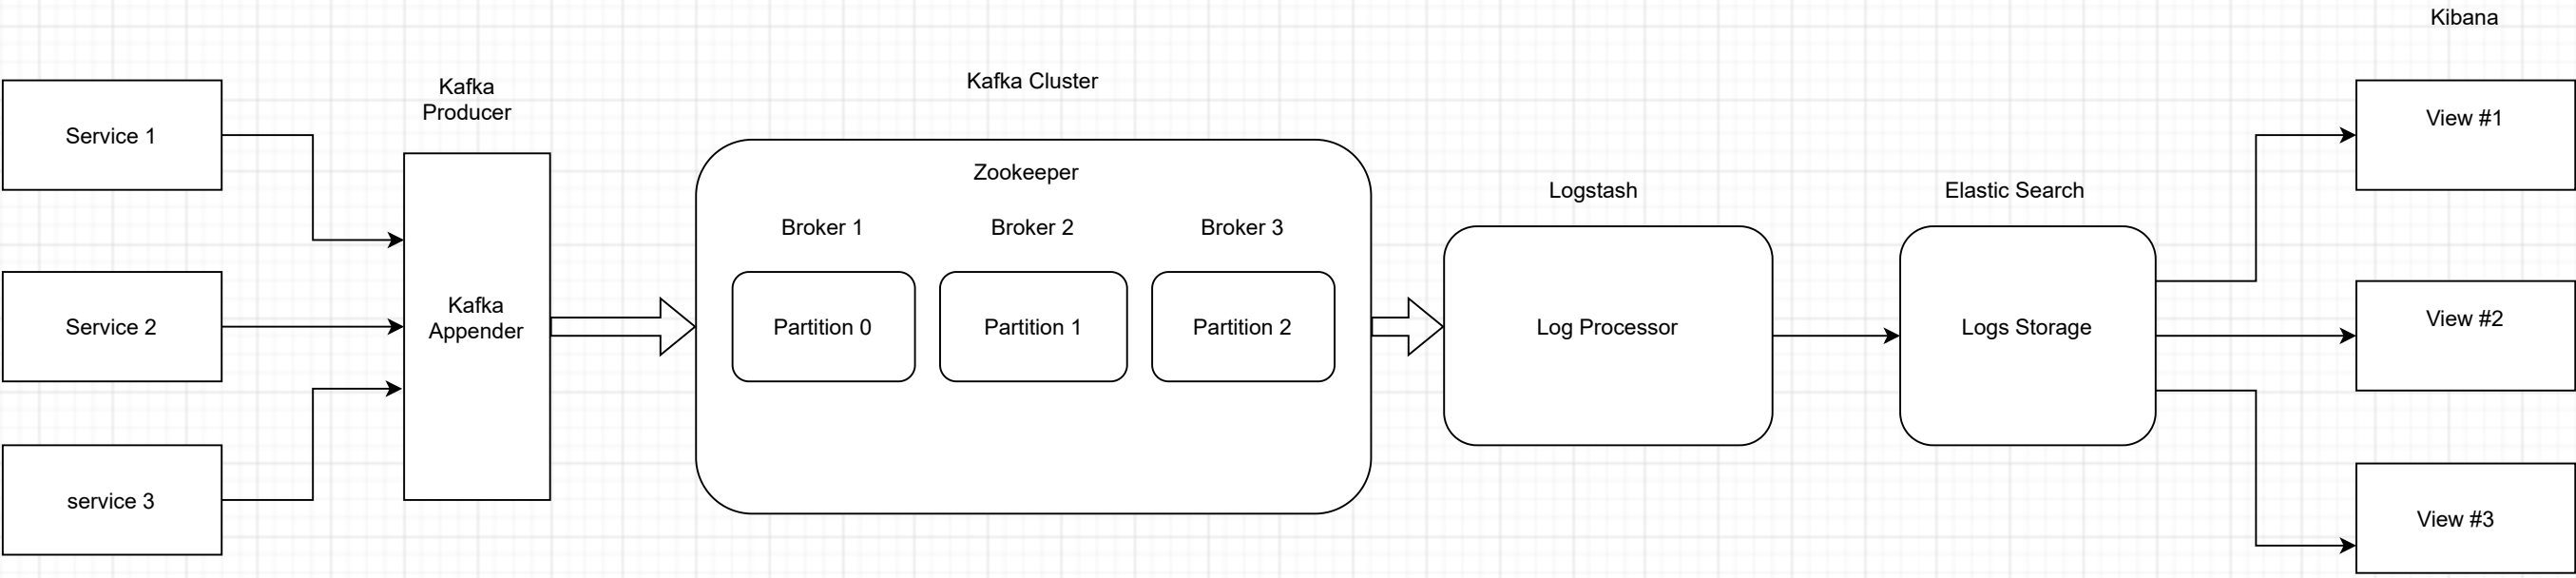 Kibana
Kafka
Producer
Kafka Cluster
Service 1
View #1
Zookeeper
Logstash
Elastic Search
Broker 1
Broker 2
Broker 3
Service 2
Kafka
Appender
Partition 0
Partition 1
Partition 2
Log Processor
Logs Storage
View #2
service 3
View #3